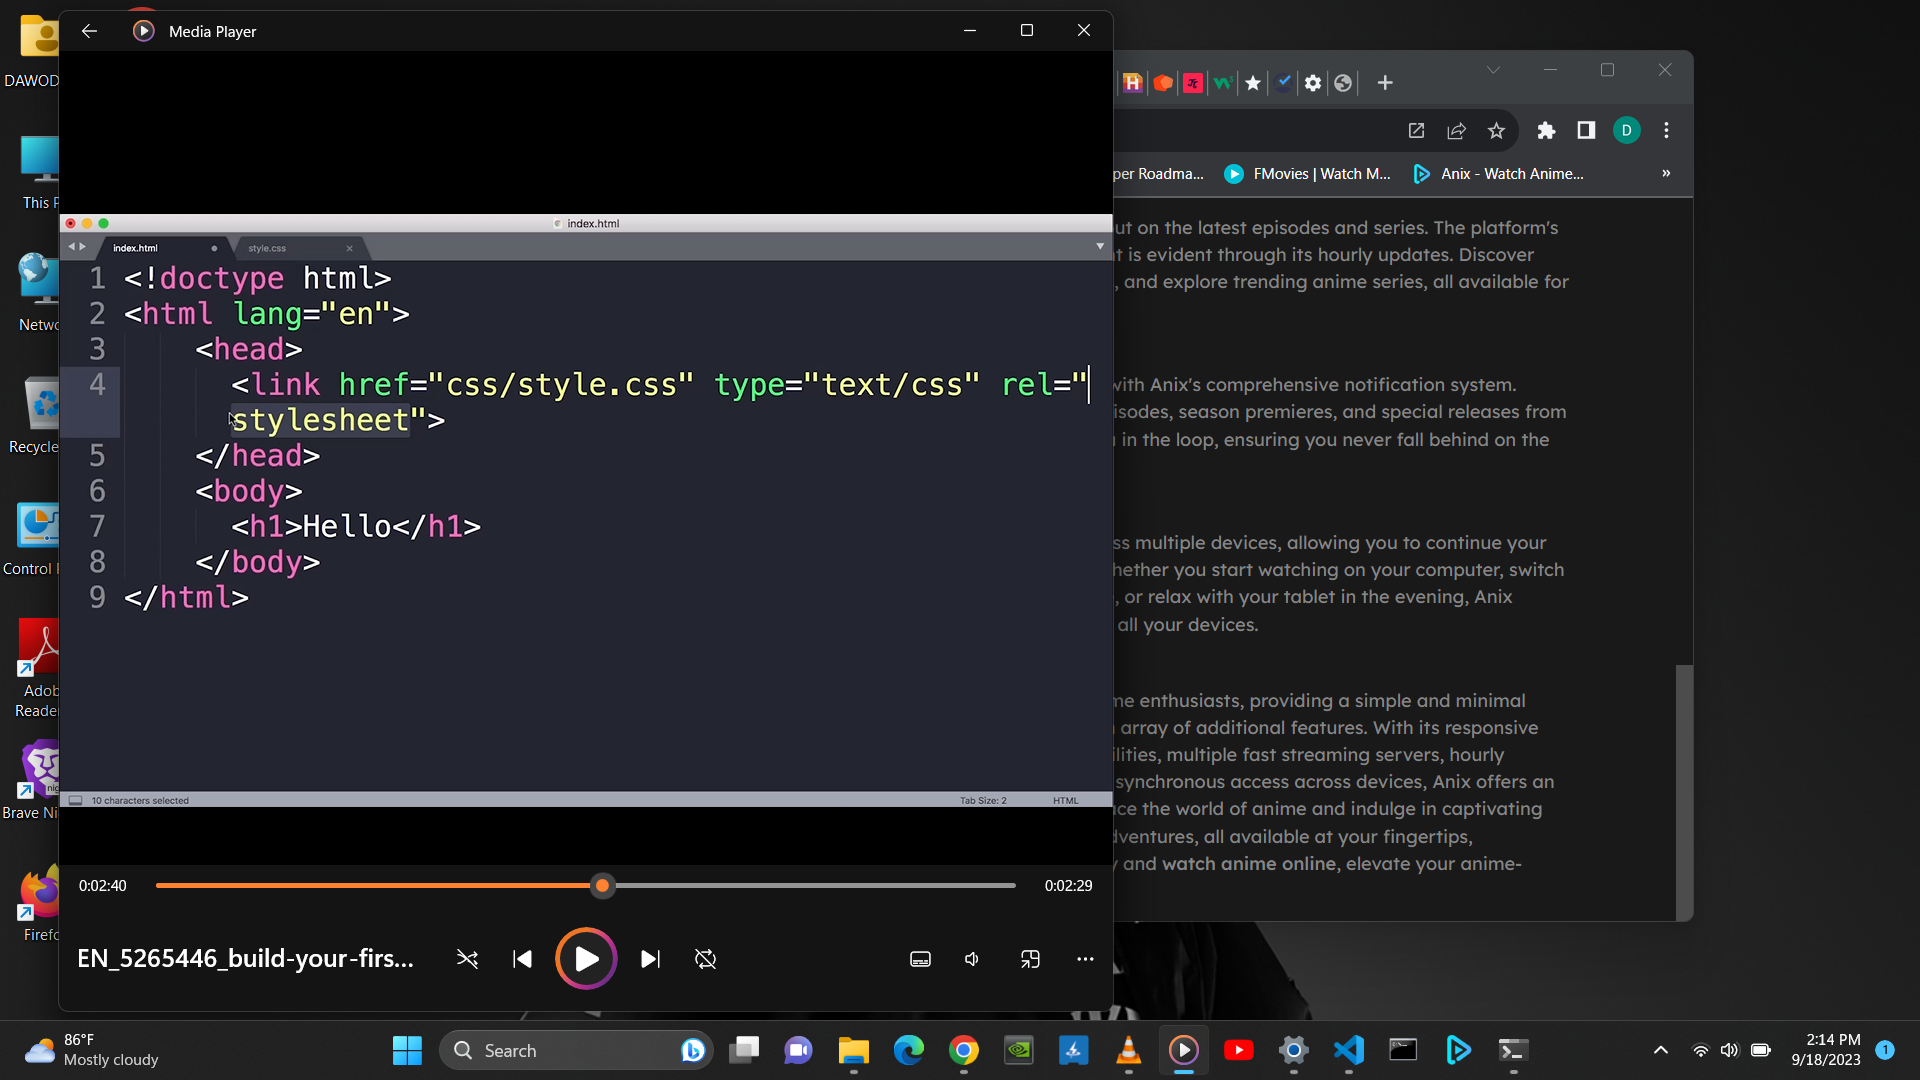 DAWOD
This P
Netwo
Recycle
Control P
Adob
Reade
Brave Ni
Firefo
Media Player
index.html
index.html
style.css
1 <!doctype html>
2 <html lang="en">
3 <head>
4 <link href="css/style.css" type="text/css" rel="
stylesheet">
5 </head>
6 <body>
7 <h1>Hello</h1>
8 </body>
9 </html>
10 characters selected
Tab Size: 2
HTML
0:02:40
0:02:29
EN_5265446_build-your-firs...
D
per Roadma...
FMovies | Watch M...
Anix - Watch Anime...
»
ut on the latest episodes and series. The platform's
t is evident through its hourly updates. Discover
, and explore trending anime series, all available for
with Anix's comprehensive notification system.
isodes, season premieres, and special releases from
in the loop, ensuring you never fall behind on the
ss multiple devices, allowing you to continue your
hether you start watching on your computer, switch
, or relax with your tablet in the evening, Anix
all your devices.
me enthusiasts, providing a simple and minimal
array of additional features. With its responsive
ilities, multiple fast streaming servers, hourly
synchronous access across devices, Anix offers an
ace the world of anime and indulge in captivating
dventures, all available at your fingertips,
y and watch anime online, elevate your anime-
86°F
Mostly cloudy
Search
2:14 PM
9/18/2023
1